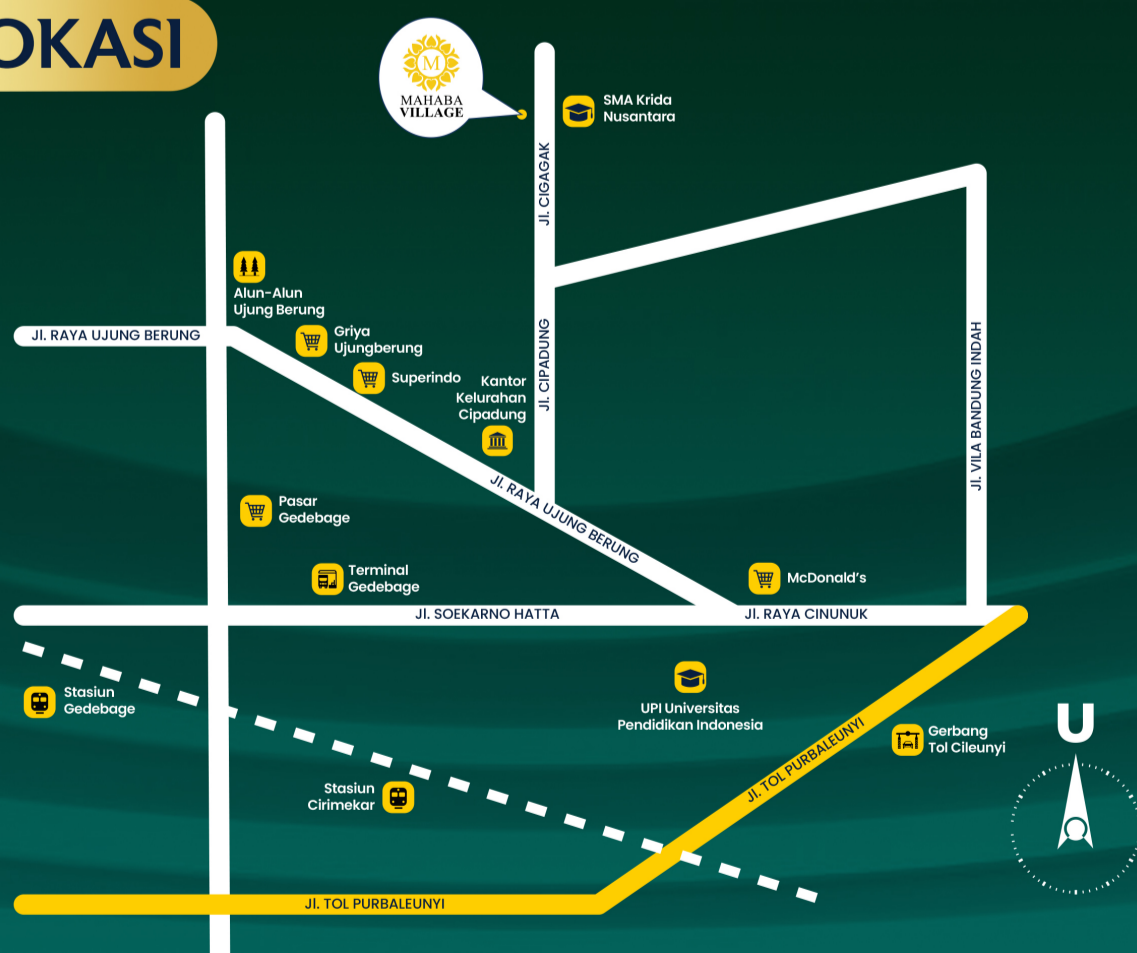 OKASI
M
MAHABA
VILLAGE
SMA Krida
Nusantara
Jl. CIGAGAK
Alun-Alun
Ujung Berung
Jl. RAYA UJUNG BERUNG
Griya
Ujungberung
Superindo
Kantor
Kelurahan
Cipadung
Jl. CIPADUNG
Jl. VILA BANDUNG INDAH
Jl. RAYA UJUNG BERUNG
Pasar
Gedebage
Terminal
Gedebage
McDonald's
Jl. SOEKARNO HATTA
Jl. RAYA CINUNUK
Stasiun
Gedebage
UPI Universitas
Pendidikan Indonesia
Jl. TOL PURBALEUNYI
Gerbang
Tol Cileunyi
U
Stasiun
Cirimekar
Jl. TOL PURBALEUNYI